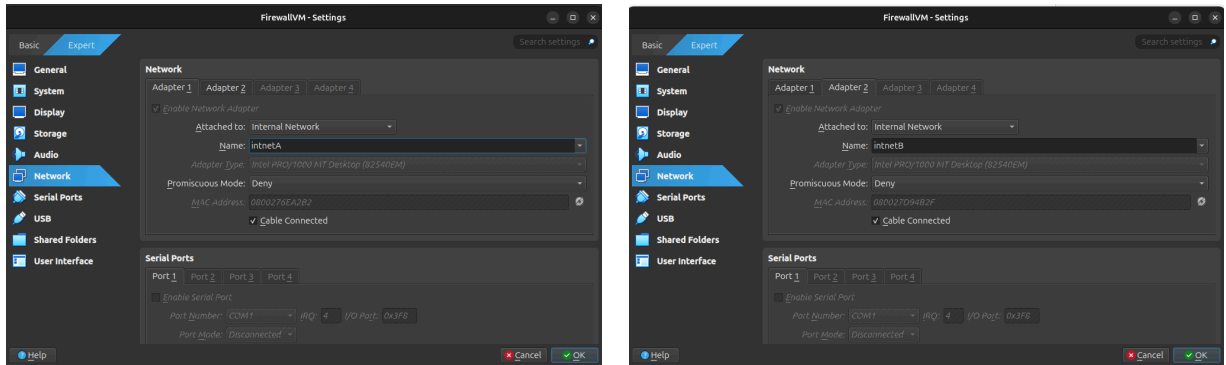 FirewallVM - Settings
Basic Expert Search settings
General
System
Display
Storage
Audio
Network
Serial Ports
USB
Shared Folders
User Interface
Network
Adapter 1 Adapter 2 Adapter 3 Adapter 4
Enable Network Adapter
Attached to: Internal Network
Name: intnetA
Adapter Type: Intel PRO/1000 MT Desktop (82540EM)
Promiscuous Mode: Deny
MAC Address: 0800276EA2B2
Cable Connected
Serial Ports
Port 1 Port 2 Port 3 Port 4
Enable Serial Port
Port Number: COM1 IRQ: 4 I/O Port: 0x3F8
Port Mode: Disconnected
Help Cancel OK
FirewallVM - Settings
Basic Expert Search settings
General
System
Display
Storage
Audio
Network
Serial Ports
USB
Shared Folders
User Interface
Network
Adapter 1 Adapter 2 Adapter 3 Adapter 4
Enable Network Adapter
Attached to: Internal Network
Name: intnetB
Adapter Type: Intel PRO/1000 MT Desktop (82540EM)
Promiscuous Mode: Deny
MAC Address: 080027D94B2F
Cable Connected
Serial Ports
Port 1 Port 2 Port 3 Port 4
Enable Serial Port
Port Number: COM1 IRQ: 4 I/O Port: 0x3F8
Port Mode: Disconnected
Help Cancel OK